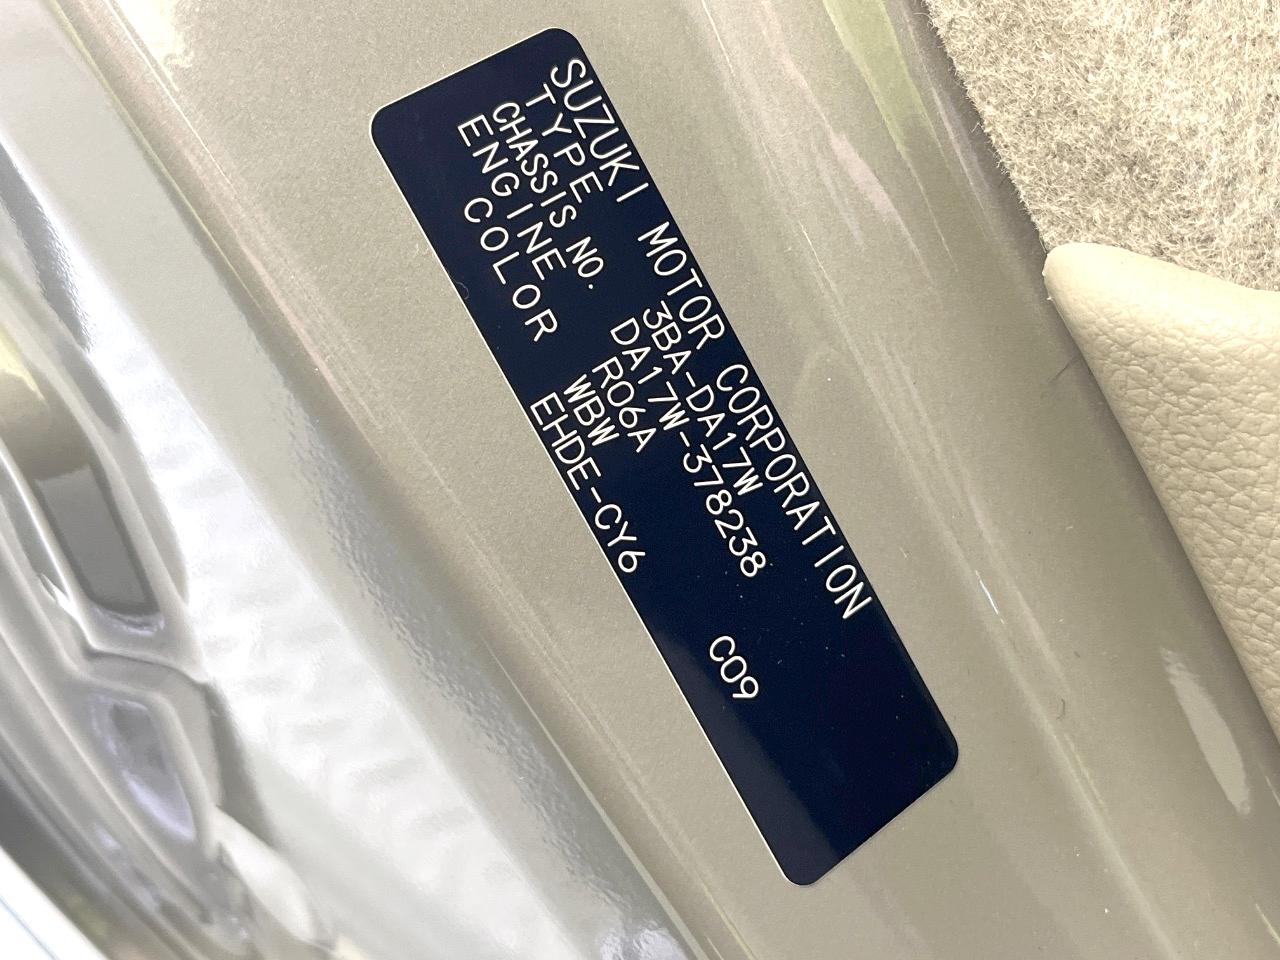 SUZUKI MOTOR CORPORATION
TYPE 3BA-DA17W
CHASSIS NO. DA17W-378238
ENGINE R06A
COLOR WBW C09
EHDE-CY6